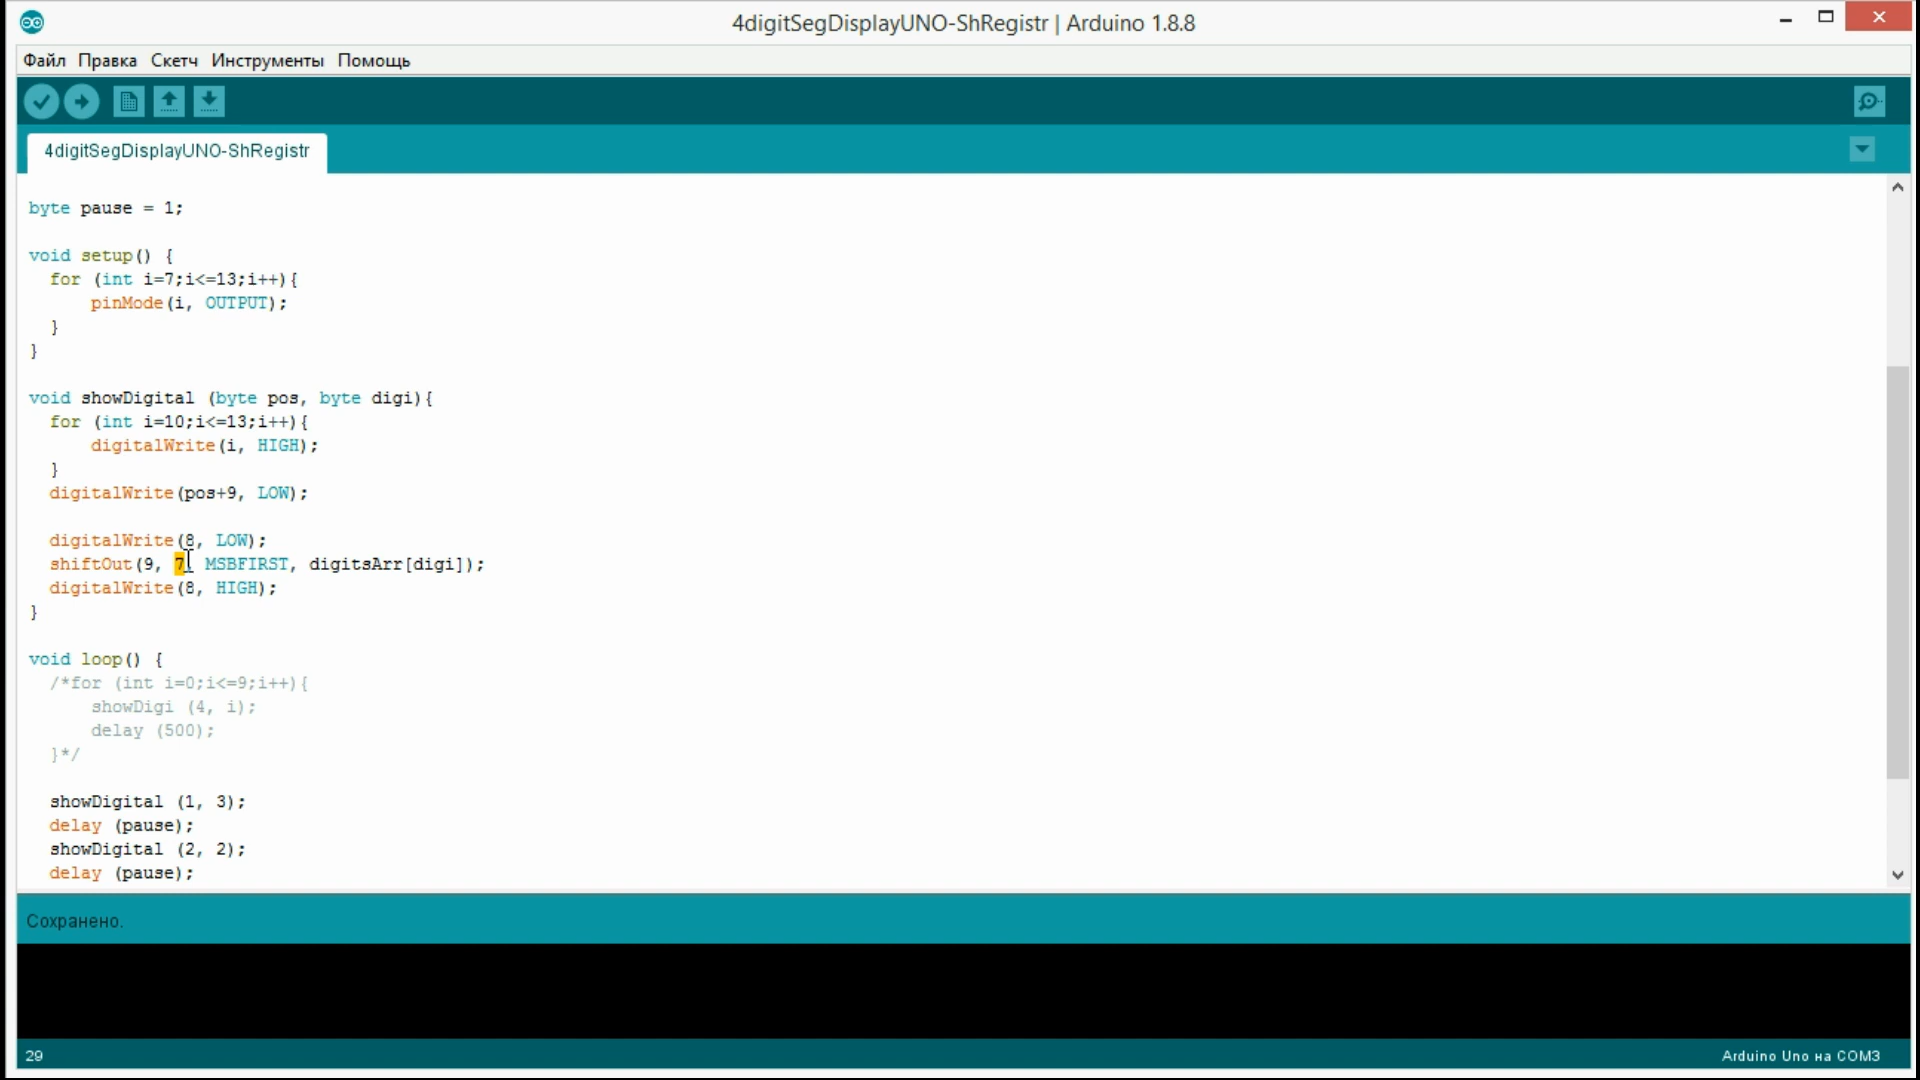 4digitSegDisplayUNO-ShRegistr | Arduino 1.8.8
Файл Правка Скетч Инструменты Помощь
4digitSegDisplayUNO-ShRegistr
byte pause = 1;
void setup() {
for (int i=7;i<=13;i++){
pinMode(i, OUTPUT);
}
}
void showDigital (byte pos, byte digi){
for (int i=10;i<=13;i++){
digitalWrite(i, HIGH);
}
digitalWrite(pos+9, LOW);
digitalWrite(8, LOW);
shiftOut(9, 7, MSBFIRST, digitsArr[digi]);
digitalWrite(8, HIGH);
}
void loop() {
/*for (int i=0;i<=9;i++){
showDigi (4, i);
delay (500);
}*/
showDigital (1, 3);
delay (pause);
showDigital (2, 2);
delay (pause);
Сохранено.
29
Arduino Uno на COM3